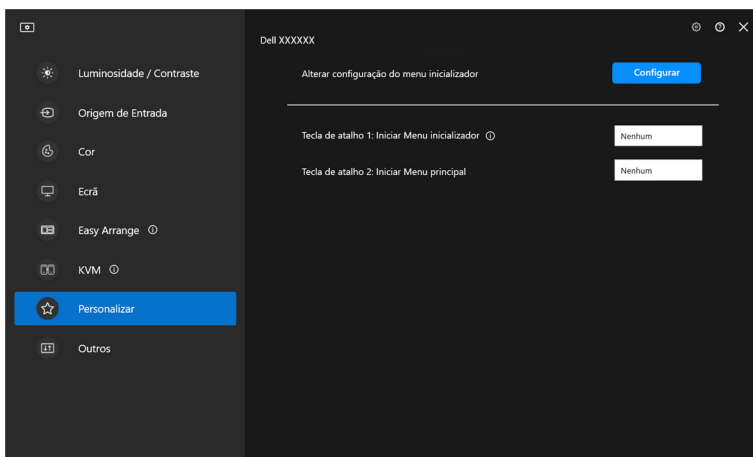 Dell XXXXXX
Luminosidade / Contraste
Origem de Entrada
Cor
Ecrã
Easy Arrange
KVM
Personalizar
Outros
Alterar configuração do menu inicializador
Configurar
Tecla de atalho 1: Iniciar Menu inicializador
Nenhum
Tecla de atalho 2: Iniciar Menu principal
Nenhum